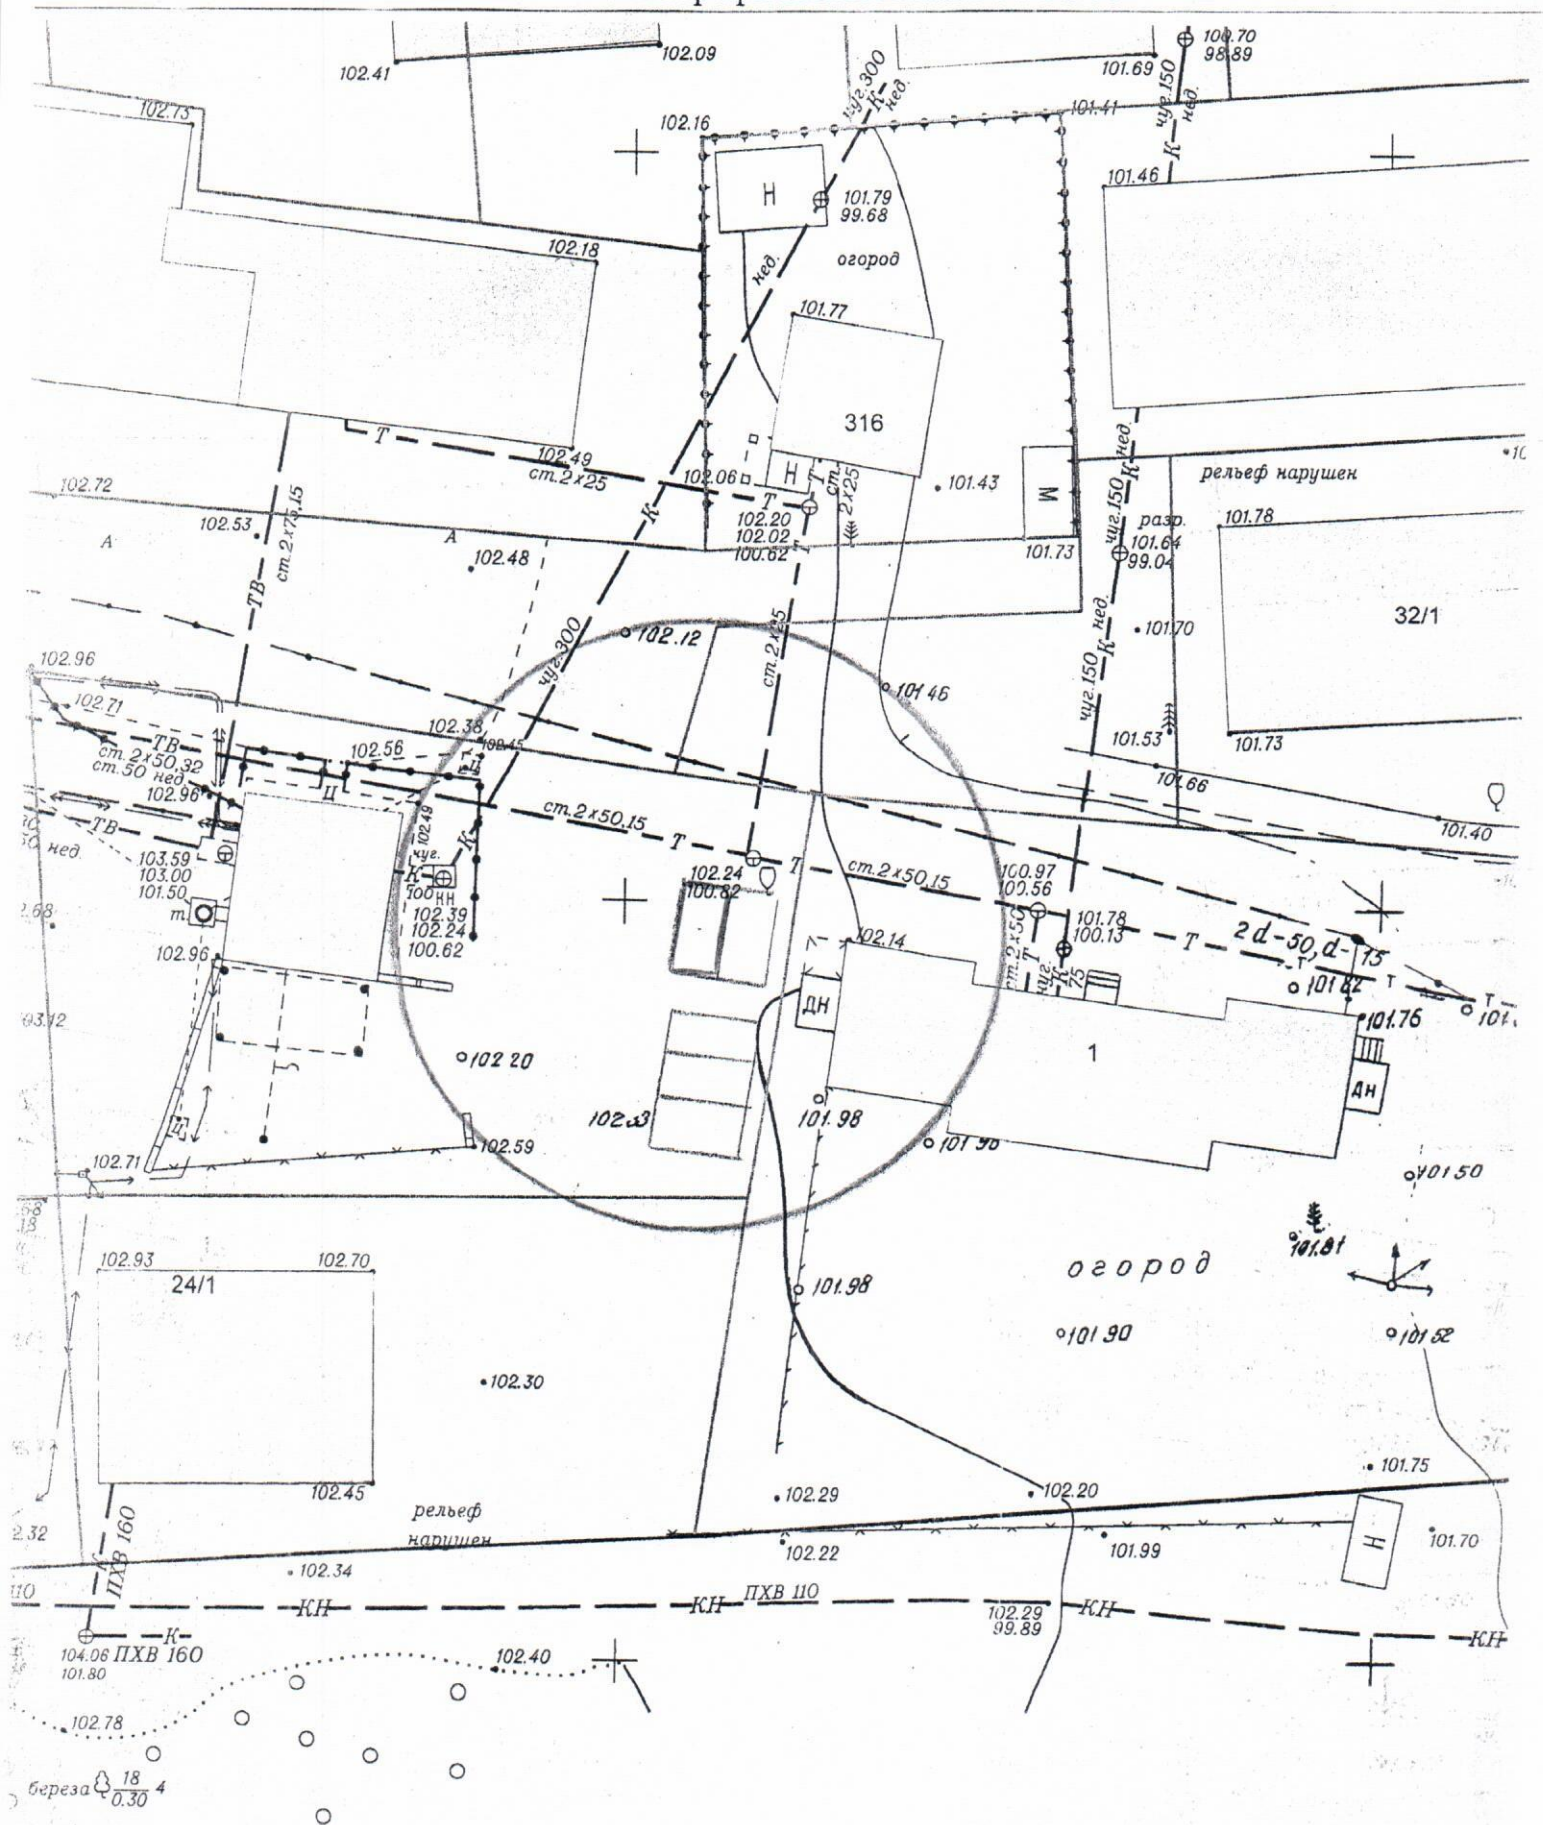 102.41
102.09
чуг.300
К
нед.
101.69
100.70
98.89
чуг.150
нед.
К
102.73
102.16
101.41
101.46
Н
101.79
99.68
102.18
нед.
огород
101.77
316
Т
102.49
ст.2х25
102.06
Н
Т
ст.
2х25
101.43
М
К нед.
рельеф нарушен
102.72
102.53
ст.2х75,15
А
А
102.48
К
Т
102.20
102.02
100.62
Т
101.73
чуг.150
разр.
101.64
99.04
101.78
32/1
ТВ
102.96
чуг.300
102.12
ст.2х25
К нед.
101.70
101.46
чуг.150
102.71
102.38
101.53
101.73
ТВ
ст.2х50,32
ст.50 нед.
102.96
102.56
Ц
Ц
101.66
101.40
ТВ
нед.
102.49
чуг.
К
ст.2х50,15
Т
Т
ст.2х50,15
103.59
103.00
101.50
т.
К
100
КН
102.39
102.24
100.62
102.24
100.82
100.97
100.56
101.78
100.13
Т
2d-50, d-15
Т
102.96
102.14
ст.2х50
Т
чуг.
К
75
101.82
Т
Т
ДН
101.76
1
102.20
ДН
102.53
101.98
101.96
Ц
102.59
102.71
101.50
102.93
102.70
24/1
101.81
огород
101.98
101.90
101.52
102.30
101.75
102.45
рельеф
нарушен
102.29
102.20
2.32
К
ПХВ 160
102.22
101.99
Н
101.70
102.34
110
КН
КН
ПХВ 110
102.29
99.89
КН
КН
К
104.06
101.80
ПХВ 160
102.40
102.78
береза 18
0.30 4